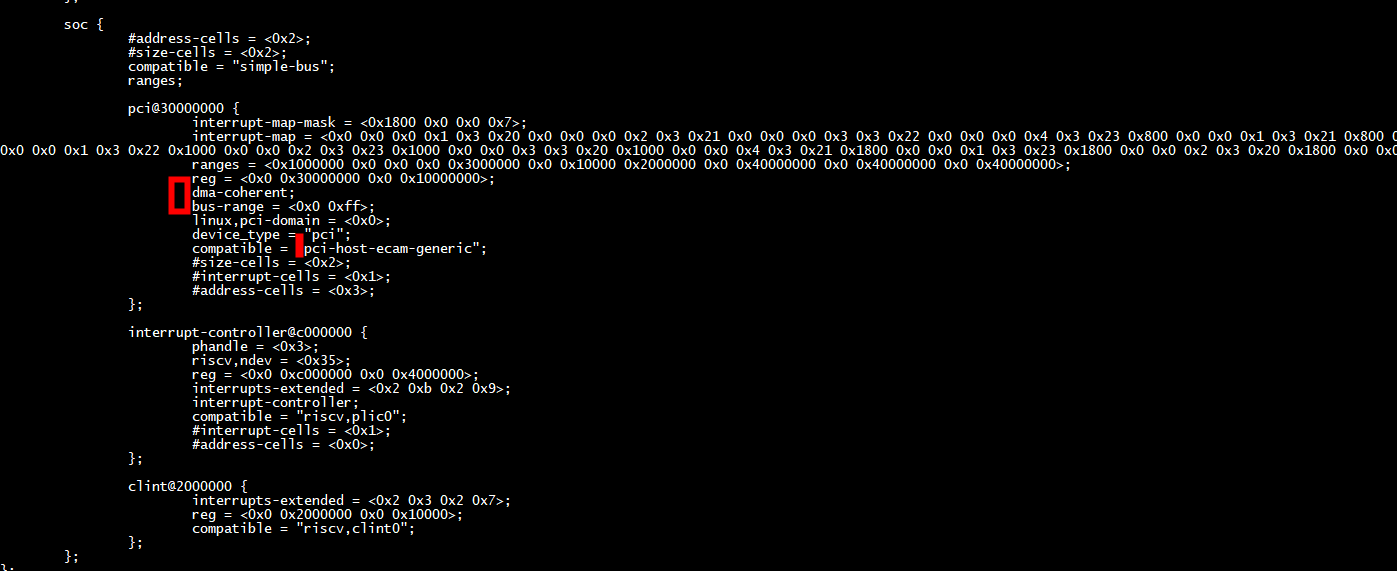 };
soc {
#address-cells = <0x2>;
#size-cells = <0x2>;
compatible = "simple-bus";
ranges;
pci@30000000 {
interrupt-map-mask = <0x1800 0x0 0x0 0x7>;
interrupt-map = <0x0 0x0 0x0 0x1 0x3 0x20 0x0 0x0 0x0 0x2 0x3 0x21 0x0 0x0 0x0 0x3 0x3 0x22 0x0 0x0 0x0 0x4 0x3 0x23 0x800 0x0 0x0 0x1 0x3 0x21 0x800 0
0x0 0x0 0x1 0x3 0x22 0x1000 0x0 0x0 0x2 0x3 0x23 0x1000 0x0 0x0 0x3 0x3 0x20 0x1000 0x0 0x0 0x4 0x3 0x21 0x1800 0x0 0x0 0x1 0x3 0x23 0x1800 0x0 0x0 0x2 0x3 0x20 0x1800 0x0 0x0
ranges = <0x1000000 0x0 0x0 0x0 0x3000000 0x0 0x10000 0x2000000 0x0 0x40000000 0x0 0x40000000 0x0 0x40000000>;
reg = <0x0 0x30000000 0x0 0x10000000>;
dma-coherent;
bus-range = <0x0 0xff>;
linux,pci-domain = <0x0>;
device_type = "pci";
compatible = pci-host-ecam-generic";
#size-cells = <0x2>;
#interrupt-cells = <0x1>;
#address-cells = <0x3>;
};
interrupt-controller@c000000 {
phandle = <0x3>;
riscv,ndev = <0x35>;
reg = <0x0 0xc000000 0x0 0x4000000>;
interrupts-extended = <0x2 0xb 0x2 0x9>;
interrupt-controller;
compatible = "riscv,plic0";
#interrupt-cells = <0x1>;
#address-cells = <0x0>;
};
clint@2000000 {
interrupts-extended = <0x2 0x3 0x2 0x7>;
reg = <0x0 0x2000000 0x0 0x10000>;
compatible = "riscv,clint0";
};
};
};